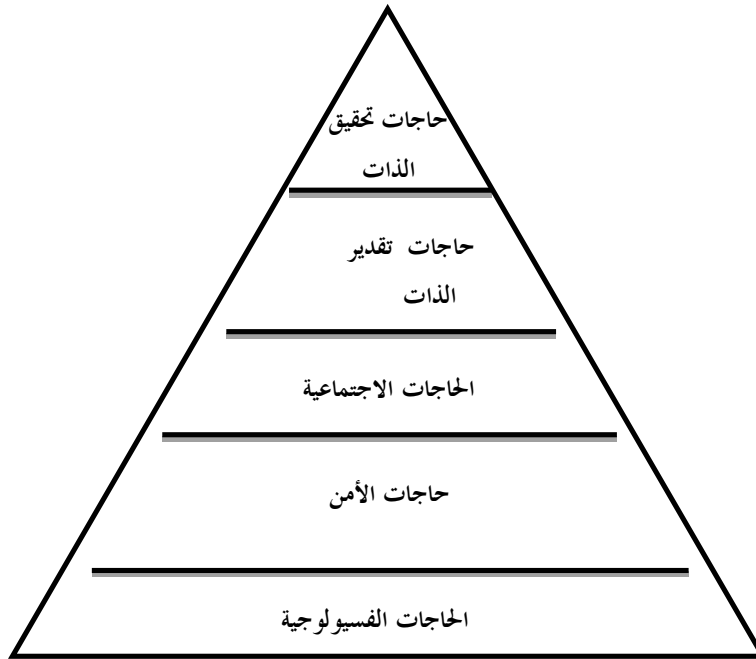 حاجات تحقيق
الذات
حاجات تقدير
الذات
الحاجات الاجتماعية
حاجات الأمن
الحاجات الفسيولوجية